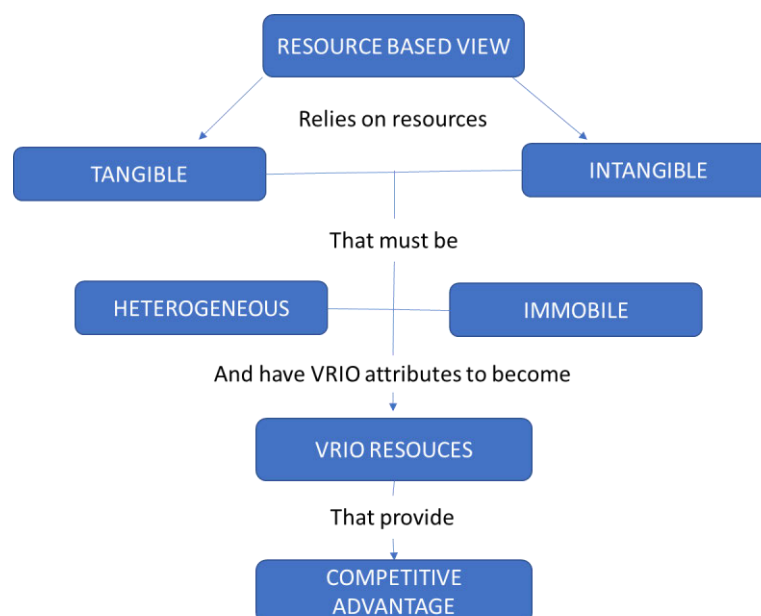 RESOURCE BASED VIEW
Relies on resources
TANGIBLE
INTANGIBLE
That must be
HETEROGENEOUS
IMMOBILE
And have VRIO attributes to become
VRIO RESOUCES
That provide
COMPETITIVE
ADVANTAGE